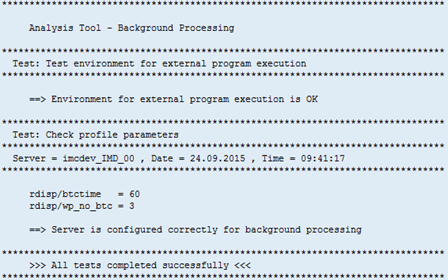 ********************************************************************************
Analysis Tool - Background Processing
********************************************************************************
Test: Test environment for external program execution
********************************************************************************
==> Environment for external program execution is OK
********************************************************************************
Test: Check profile parameters
********************************************************************************
Server = imcdev_IMD_00 , Date = 24.09.2015 , Time = 09:41:17
********************************************************************************
rdisp/btctime   = 60
rdisp/wp_no_btc = 3
==> Server is configured correctly for background processing
********************************************************************************
>>> All tests completed successfully <<<
********************************************************************************